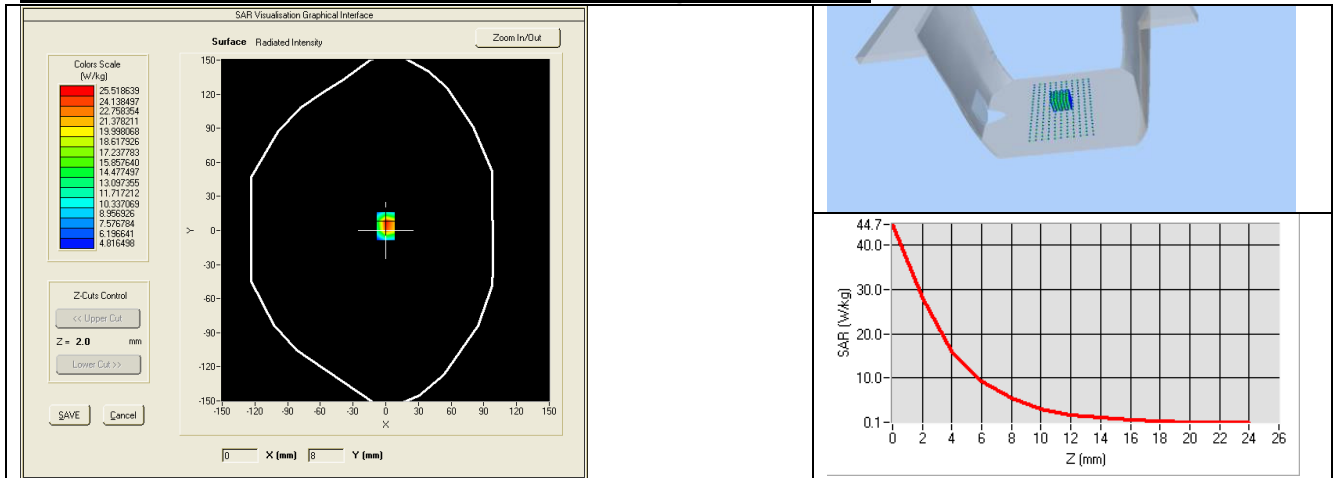 SAR Visualisation Graphical Interface
Surface Radiated Intensity
Zoom In/Out
Colors Scale
(W/kg)
25.518639
24.138497
22.758354
21.378211
19.998068
18.617926
17.237783
15.857640
14.477497
13.097355
11.717212
10.337069
8.956926
7.576784
6.196641
4.816498
Z-Cuts Control
<< Upper Cut
Z = 2.0 mm
Lower Cut >>
SAVE
Cancel
150
120
90
60
30
0
-30
-60
-90
-120
-150
Y
-150 -120 -90 -60 -30 0 30 60 90 120 150
X
0 X (mm) 8 Y (mm)
44.7
40.0
30.0
20.0
10.0
0.1
SAR (W/kg)
0 2 4 6 8 10 12 14 16 18 20 22 24 26
Z (mm)